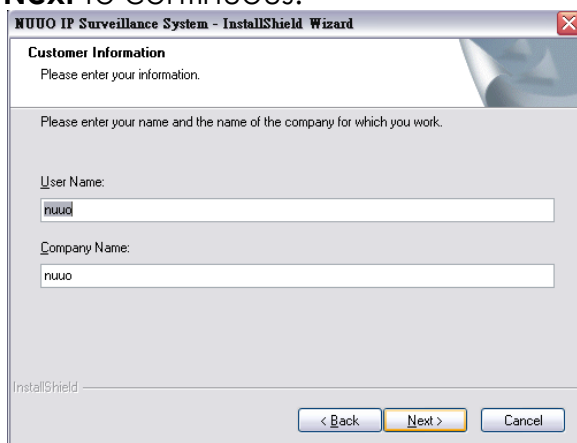 Next to continuous.
NUUO IP Surveillance System - InstallShield Wizard
Customer Information
Please enter your information.
Please enter your name and the name of the company for which you work.
User Name:
nuuo
Company Name:
nuuo
InstallShield
< Back Next > Cancel